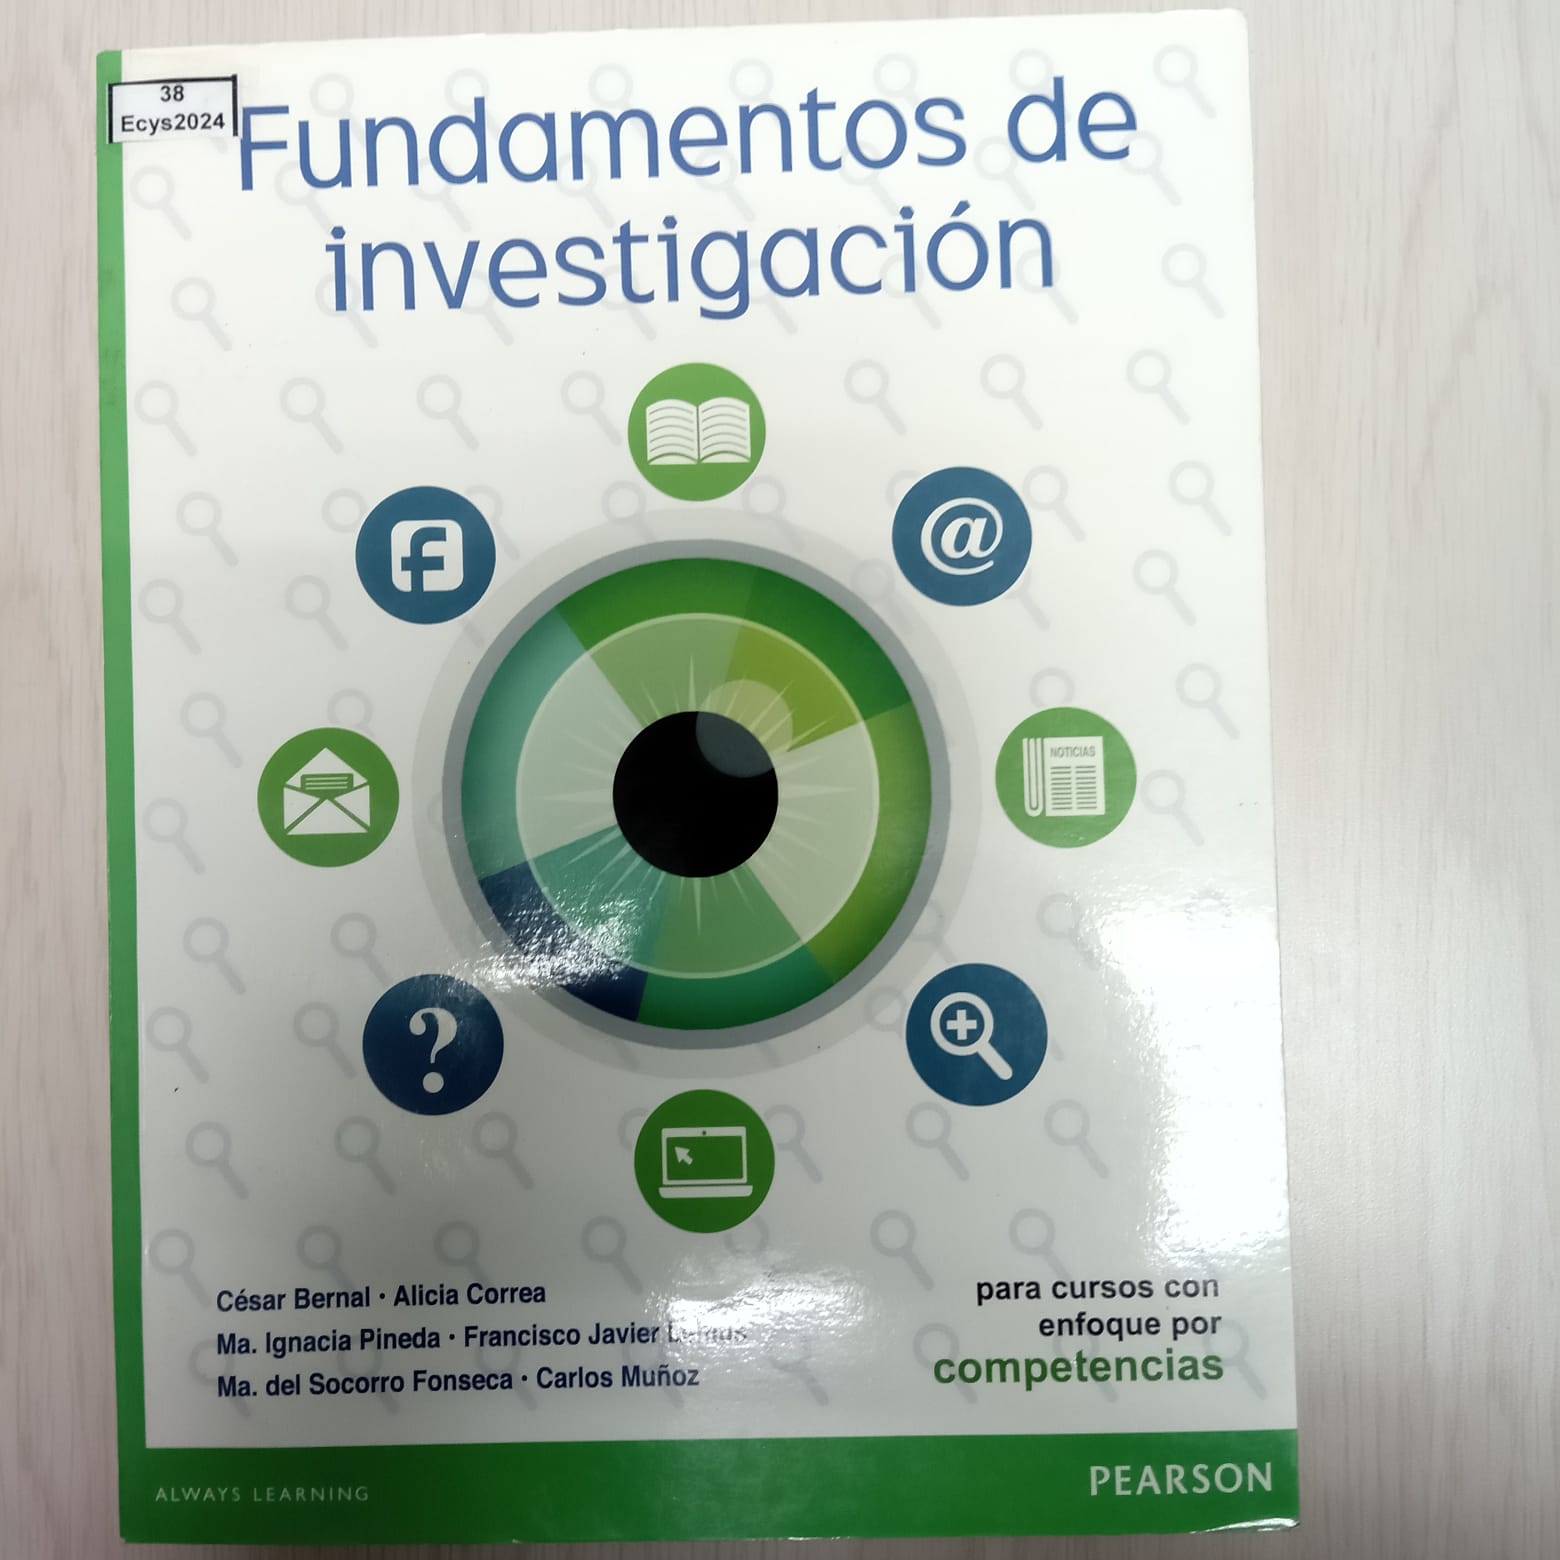 38
Ecys2024
Fundamentos de
investigación
@
NOTICIAS
?
César Bernal · Alicia Correa
Ma. Ignacia Pineda · Francisco Javier
Ma. del Socorro Fonseca · Carlos Muñoz
para cursos con
enfoque por
competencias
ALWAYS LEARNING
PEARSON